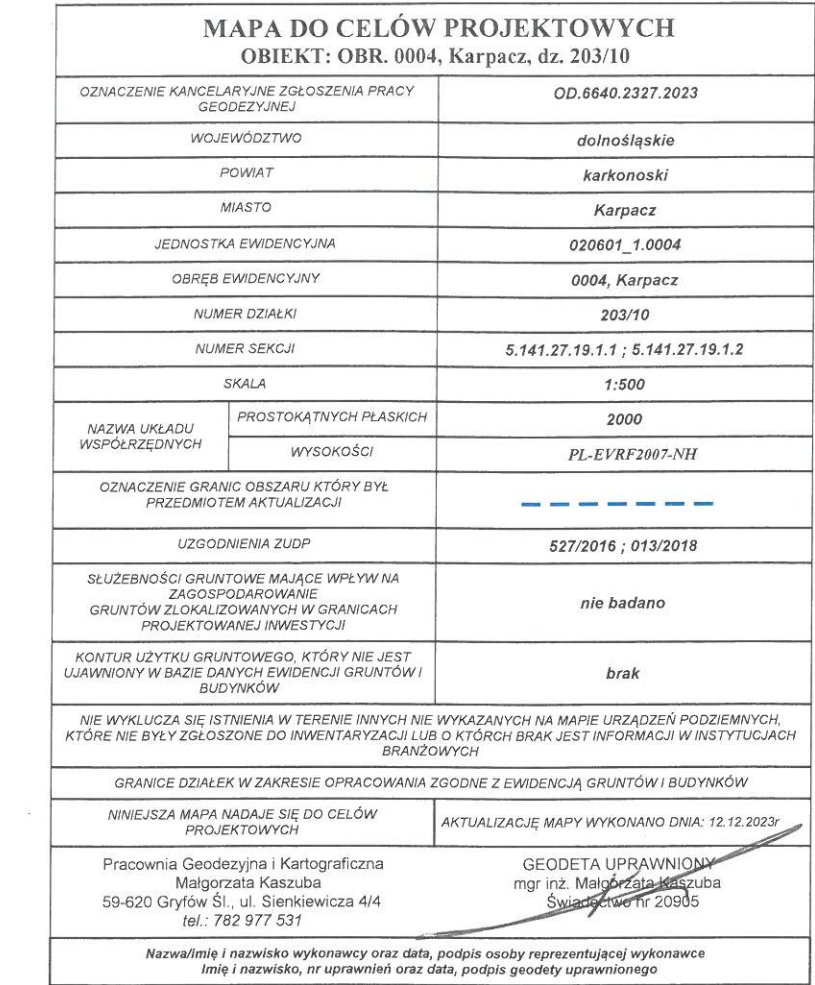 MAPA DO CELÓW PROJEKTOWYCH
OBIEKT: OBR. 0004, Karpacz, dz. 203/10
OZNACZENIE KANCELARYJNE ZGŁOSZENIA PRACY
GEODEZYJNEJ
OD.6640.2327.2023
WOJEWÓDZTWO
dolnośląskie
POWIAT
karkonoski
MIASTO
Karpacz
JEDNOSTKA EWIDENCYJNA
020601_1.0004
OBRĘB EWIDENCYJNY
0004, Karpacz
NUMER DZIAŁKI
203/10
NUMER SEKCJI
5.141.27.19.1.1 ; 5.141.27.19.1.2
SKALA
1:500
NAZWA UKŁADU
WSPÓŁRZĘDNYCH
PROSTOKĄTNYCH PŁASKICH
2000
WYSOKOŚCI
PL-EVRF2007-NH
OZNACZENIE GRANIC OBSZARU KTÓRY BYŁ
PRZEDMIOTEM AKTUALIZACJI
UZGODNIENIA ZUDP
527/2016 ; 013/2018
SŁUŻEBNOŚCI GRUNTOWE MAJĄCE WPŁYW NA
ZAGOSPODAROWANIE
GRUNTÓW ZLOKALIZOWANYCH W GRANICACH
PROJEKTOWANEJ INWESTYCJI
nie badano
KONTUR UŻYTKU GRUNTOWEGO, KTÓRY NIE JEST
UJAWNIONY W BAZIE DANYCH EWIDENCJI GRUNTÓW I
BUDYNKÓW
brak
NIE WYKLUCZA SIĘ ISTNIENIA W TERENIE INNYCH NIE WYKAZANYCH NA MAPIE URZĄDZEŃ PODZIEMNYCH,
KTÓRE NIE BYŁY ZGŁOSZONE DO INWENTARYZACJI LUB O KTÓRCH BRAK JEST INFORMACJI W INSTYTUCJACH
BRANŻOWYCH
GRANICE DZIAŁEK W ZAKRESIE OPRACOWANIA ZGODNE Z EWIDENCJĄ GRUNTÓW I BUDYNKÓW
NINIEJSZA MAPA NADAJE SIĘ DO CELÓW
PROJEKTOWYCH
AKTUALIZACJĘ MAPY WYKONANO DNIA: 12.12.2023r
Pracownia Geodezyjna i Kartograficzna
Małgorzata Kaszuba
59-620 Gryfów Śl., ul. Sienkiewicza 4/4
tel.: 782 977 531
GEODETA UPRAWNIONY
mgr inż. Małgorzata Kaszuba
Świadectwo nr 20905
Nazwa/imię i nazwisko wykonawcy oraz data, podpis osoby reprezentującej wykonawce
Imię i nazwisko, nr uprawnień oraz data, podpis geodety uprawnionego